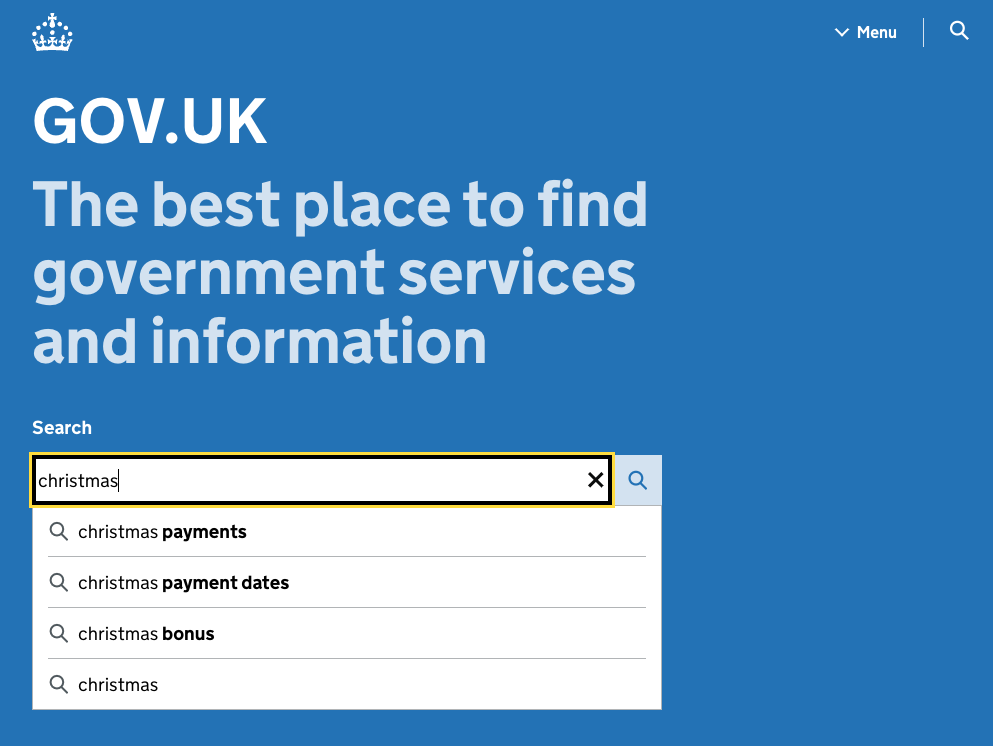 Menu
GOV.UK
The best place to find
government services
and information
Search
christmas
christmas payments
christmas payment dates
christmas bonus
christmas